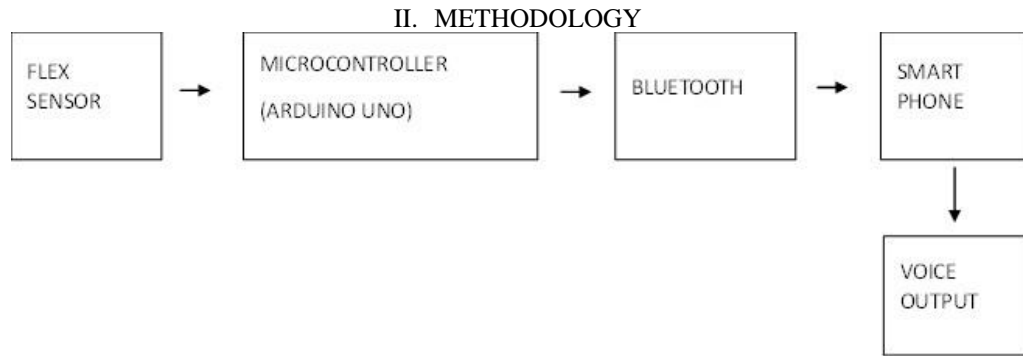 II. METHODOLOGY
FLEX
SENSOR
MICROCONTROLLER
(ARDUINO UNO)
BLUETOOTH
SMART
PHONE
VOICE
OUTPUT